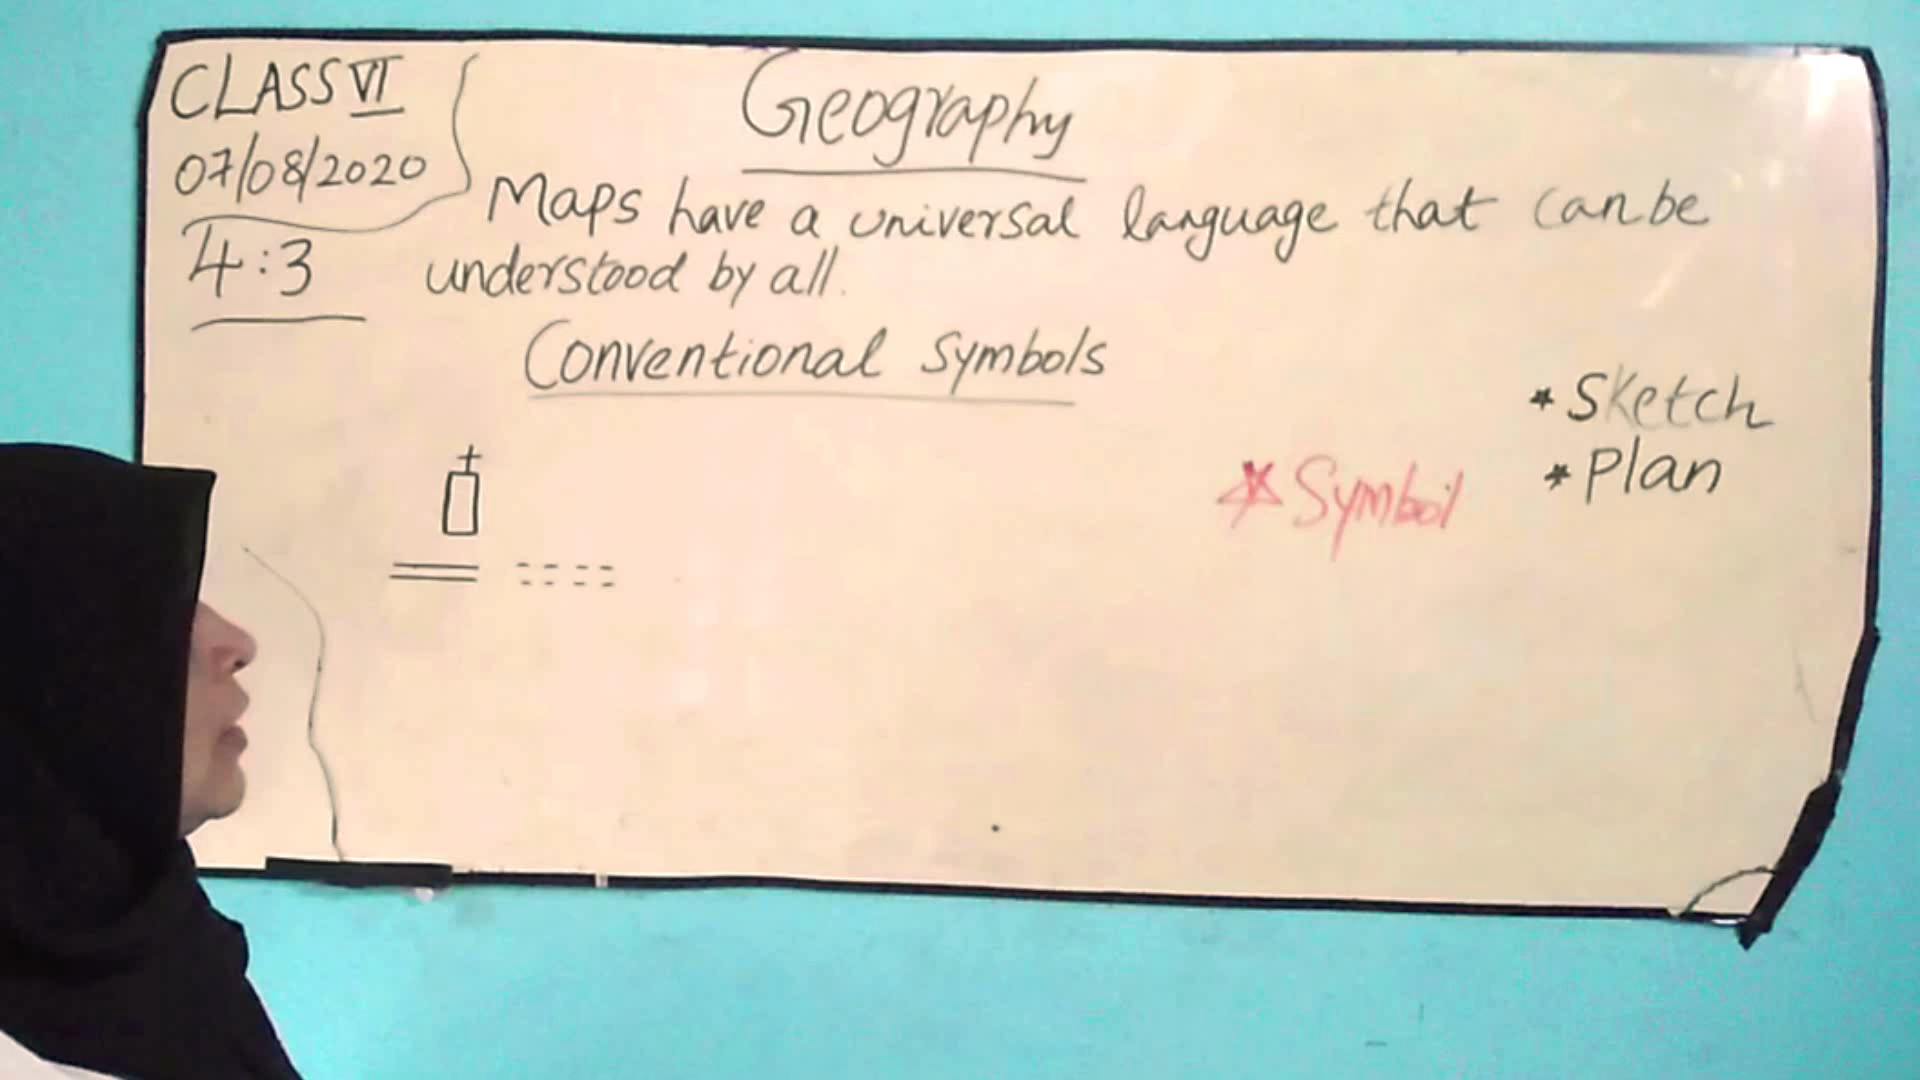 CLASS VI
07/08/2020
4:3
Geography
Maps have a universal language that can be
understood by all.
Conventional Symbols
* Sketch
* Plan
* Symbol